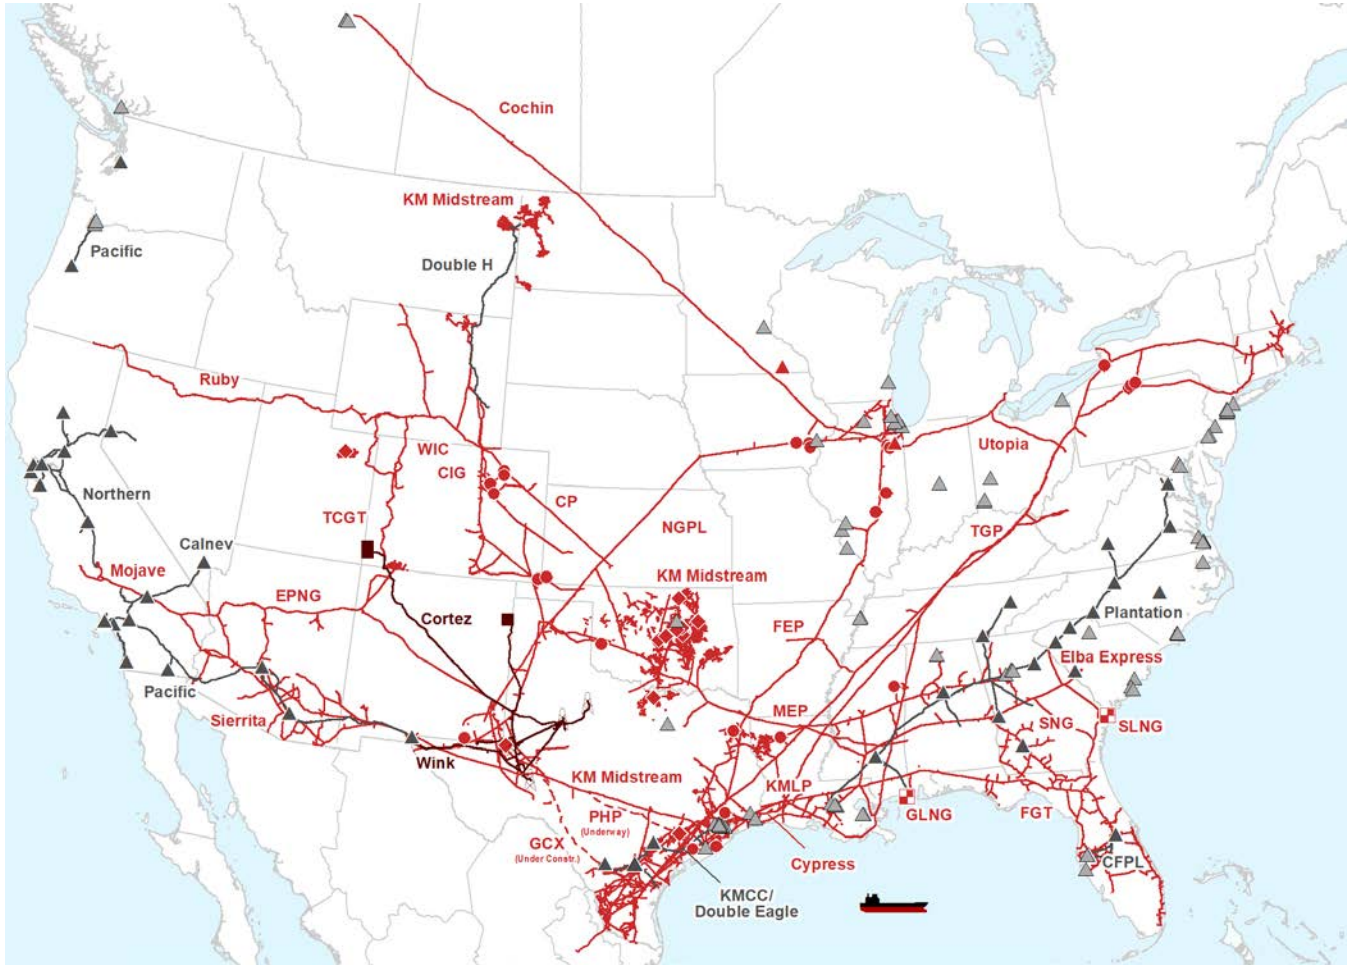 Cochin
KM Midstream
Pacific
Double H
Ruby
WIC
CIG
CP
Utopia
Northern
TCGT
NGPL
TGP
Calnev
Mojave
EPNG
KM Midstream
Cortez
FEP
Plantation
Elba Express
Pacific
Sierrita
MEP
SNG
SLNG
Wink
KM Midstream
KMLP
PHP
(Underway)
GLNG
FGT
GCX
(Under Constr.)
Cypress
CFPL
KMCC/
Double Eagle